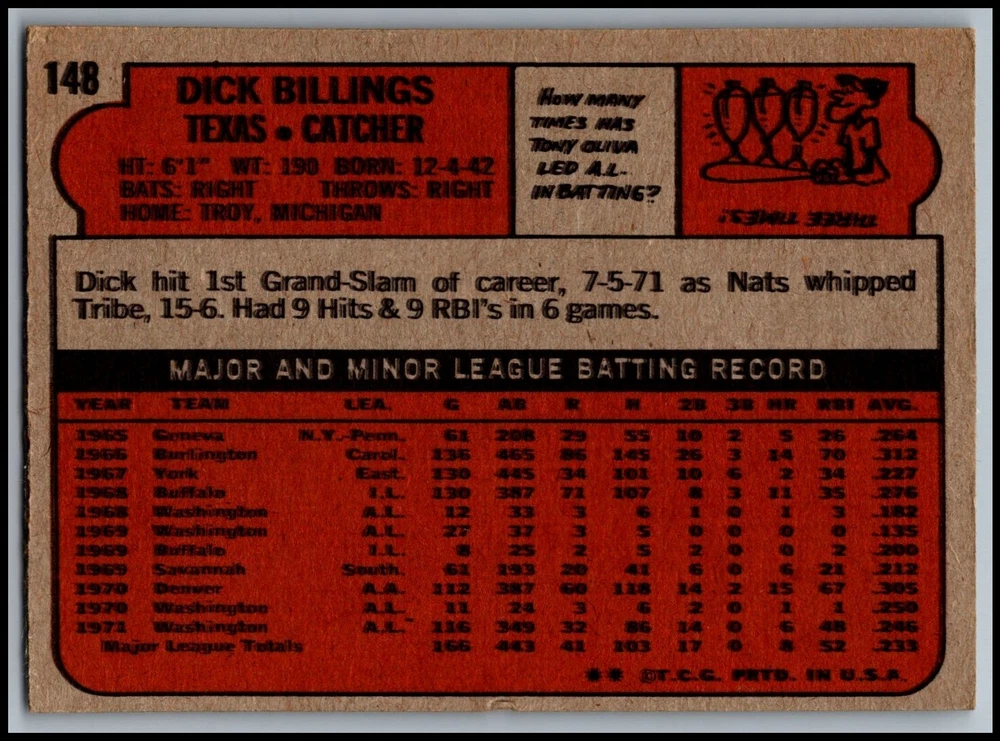 148
DICK BILLINGS
TEXAS • CATCHER
HT: 6'1" WT: 190 BORN: 12-4-42
BATS: RIGHT THROWS: RIGHT
HOME: TROY, MICHIGAN
HOW MANY
TIMES HAS
TONY OLIVA
LED A.L.
IN BATTING?
THREE TIMES!
Dick hit 1st Grand-Slam of career, 7-5-71 as Nats whipped
Tribe, 15-6. Had 9 Hits & 9 RBI's in 6 games.
MAJOR AND MINOR LEAGUE BATTING RECORD
YEAR TEAM LEA. G AB R H 2B 3B HR RBI AVG.
1965 Geneva N.Y.-Penn. 61 208 29 55 10 2 5 26 .264
1966 Burlington Carol. 136 465 86 145 26 3 14 70 .312
1967 York East. 130 445 34 101 10 6 2 34 .227
1968 Buffalo I.L. 130 387 71 107 8 3 11 35 .276
1968 Washington A.L. 12 33 3 6 1 0 1 3 .182
1969 Washington A.L. 27 37 3 5 0 0 0 0 .135
1969 Buffalo I.L. 8 25 2 5 2 0 0 2 .200
1969 Savannah South. 61 193 20 41 6 0 6 21 .212
1970 Denver A.A. 112 387 60 118 14 2 15 67 .305
1970 Washington A.L. 11 24 3 6 2 0 1 1 .250
1971 Washington A.L. 116 349 32 86 14 0 6 48 .246
Major League Totals 166 443 41 103 17 0 8 52 .233
** ©T.C.G. PRTD. IN U.S.A.